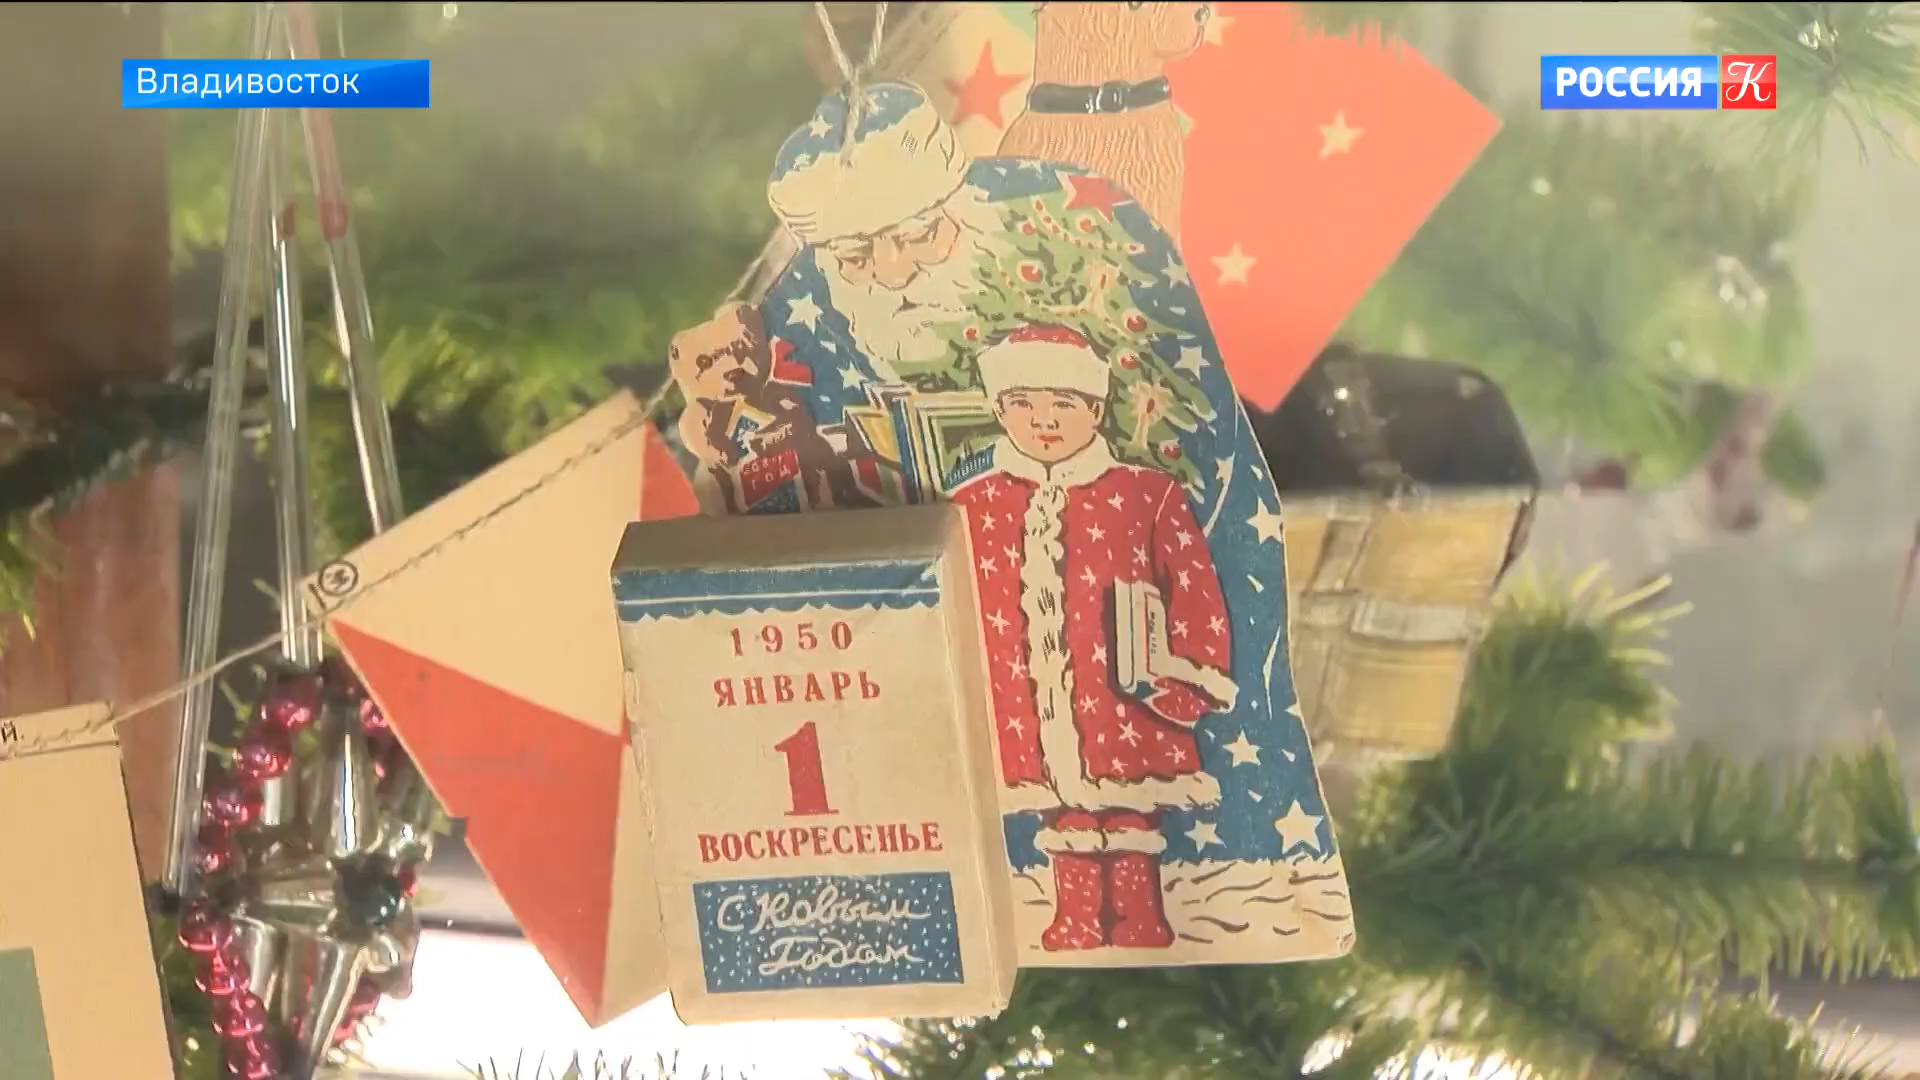 Владивосток
РОССИЯ К
1950
ЯНВАРЬ
1
ВОСКРЕСЕНЬЕ
С Новым
Годом